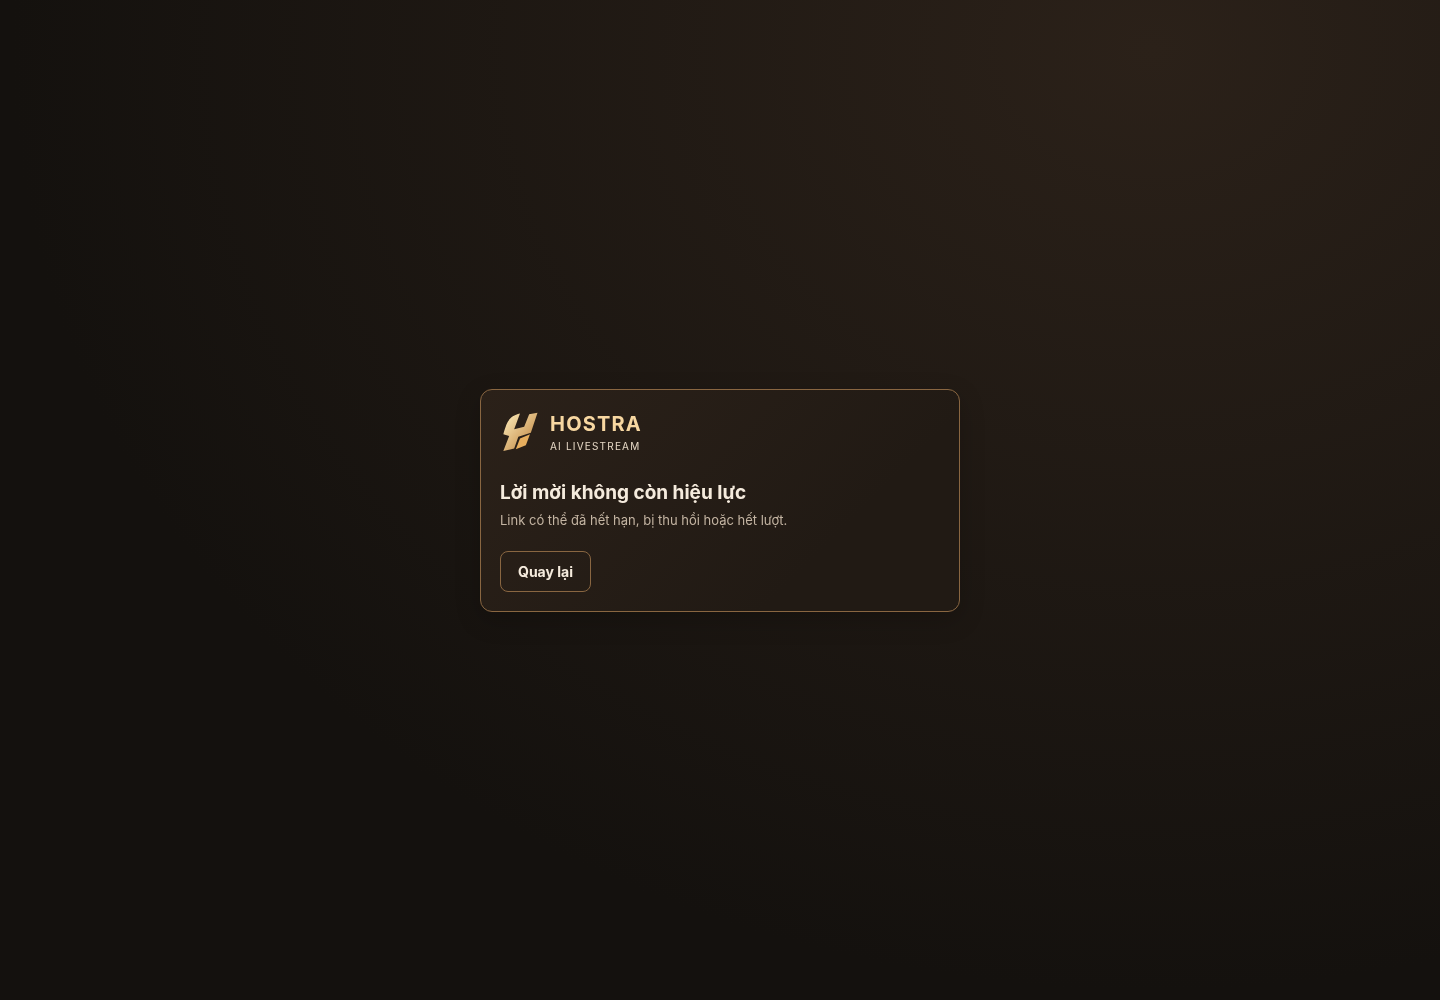 HOSTRA
AI LIVESTREAM
Lời mời không còn hiệu lực
Link có thể đã hết hạn, bị thu hồi hoặc hết lượt.
Quay lại